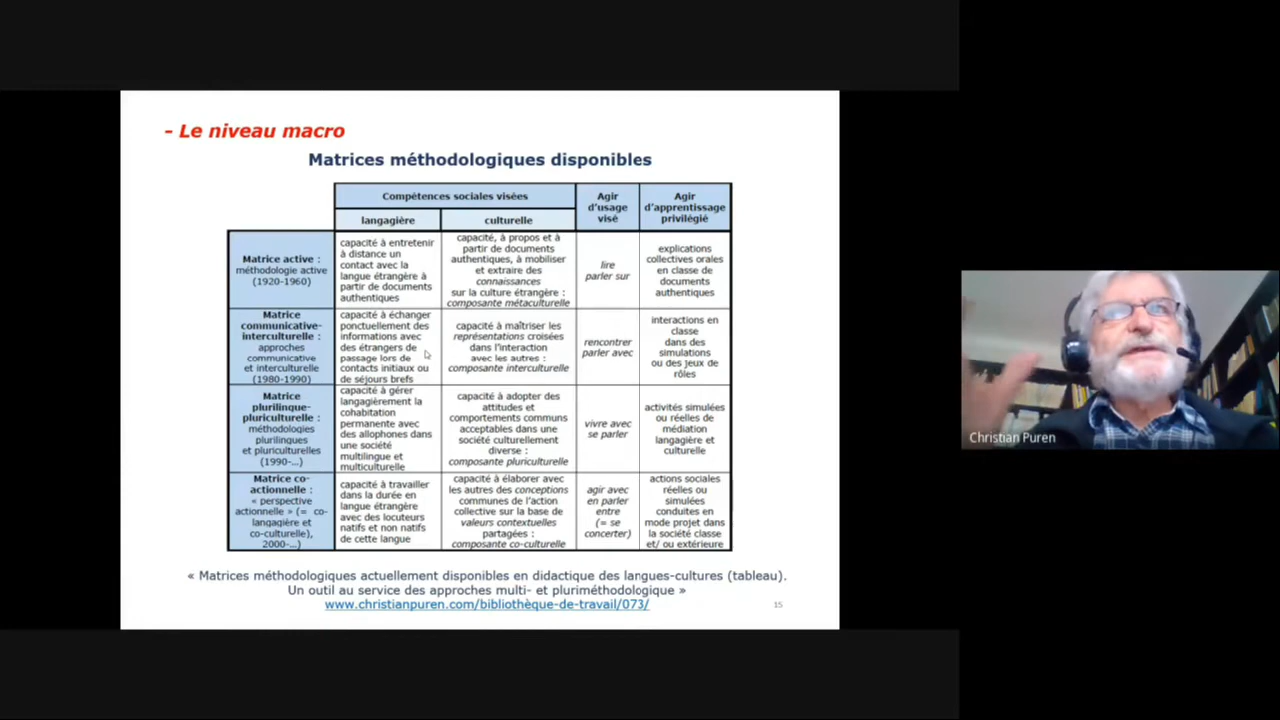 - Le niveau macro
Matrices méthodologiques disponibles
Compétences sociales visées
langagière
culturelle
Agir
d'usage
visé
Agir
d'apprentissage
privilégié
Matrice active :
méthodologie active
(1920-1960)
capacité à entretenir
à distance un
contact avec la
langue étrangère à
partir de documents
authentiques
capacité, à propos et à
partir de documents
authentiques, à mobiliser
et extraire des
connaissances
sur la culture étrangère :
composante métaculturelle
lire
parler sur
explications
collectives orales
en classe de
documents
authentiques
Matrice
communicative-
interculturelle :
approches
communicative
et interculturelle
(1980-1990)
capacité à échanger
ponctuellement des
informations avec
des étrangers de
passage lors de
contacts initiaux ou
de séjours brefs
capacité à maîtriser les
représentations croisées
dans l'interaction
avec les autres :
composante interculturelle
rencontrer
parler avec
interactions en
classe
dans des
simulations
ou des jeux de
rôles
Matrice
plurilingue-
pluriculturelle :
méthodologies
plurilingues
et pluriculturelles
(1990-...)
capacité à gérer
langagièrement la
cohabitation
permanente avec
des allophones dans
une société
multilingue et
multiculturelle
capacité à adopter des
attitudes et
comportements communs
acceptables dans une
société culturellement
diverse :
composante pluriculturelle
vivre avec
se parler
activités simulées
ou réelles de
médiation
langagière et
culturelle
Matrice co-
actionnelle :
« perspective
actionnelle » (= co-
langagière et
co-culturelle),
2000-...)
capacité à travailler
dans la durée en
langue étrangère
avec des locuteurs
natifs et non natifs
de cette langue
capacité à élaborer avec
les autres des conceptions
communes de l'action
collective sur la base de
valeurs contextuelles
partagées :
composante co-culturelle
agir avec
en parler
entre
(= se
concerter)
actions sociales
réelles ou
simulées
conduites en
mode projet dans
la société classe
et/ ou extérieure
« Matrices méthodologiques actuellement disponibles en didactique des langues-cultures (tableau).
Un outil au service des approches multi- et pluriméthodologique »
www.christianpuren.com/bibliothèque-de-travail/073/
15
Christian Puren